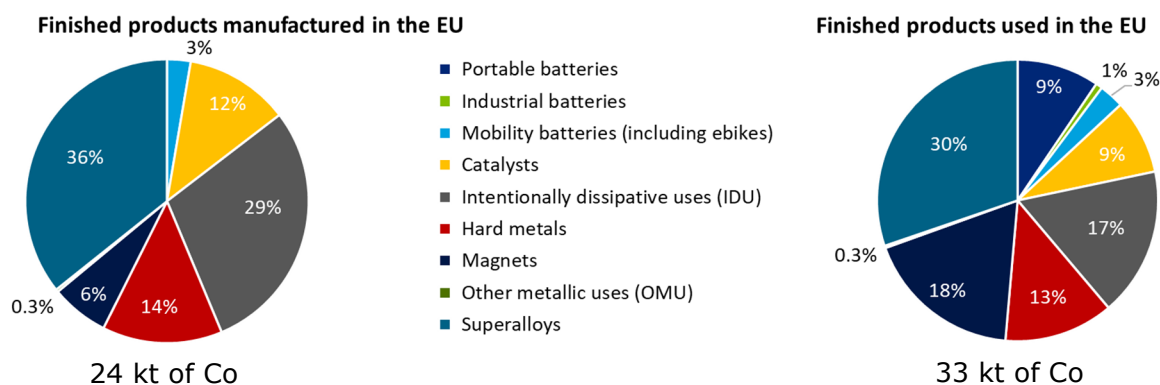 Finished products manufactured in the EU
3%
12%
36%
29%
0.3%
6%
14%
24 kt of Co
Portable batteries
Industrial batteries
Mobility batteries (including ebikes)
Catalysts
Intentionally dissipative uses (IDU)
Hard metals
Magnets
Other metallic uses (OMU)
Superalloys
Finished products used in the EU
1%
3%
9%
30%
9%
17%
0.3%
18%
13%
33 kt of Co